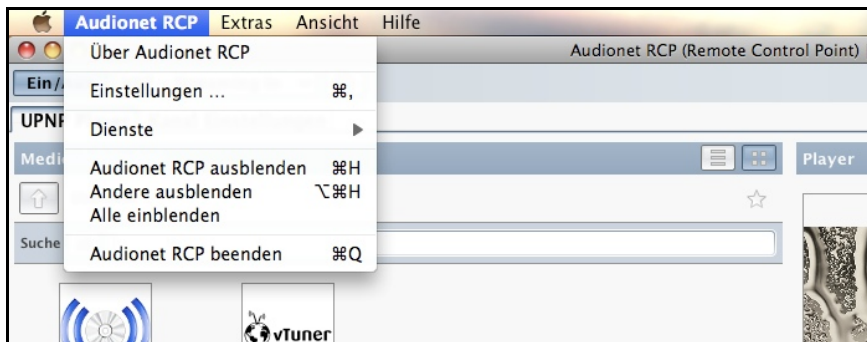 Audionet RCP Extras Ansicht Hilfe
Audionet RCP (Remote Control Point)
Über Audionet RCP
Ein/
Einstellungen ... ⌘,
UPNP
Dienste ▶
Medi
Player
Audionet RCP ausblenden ⌘H
Andere ausblenden ⌥⌘H
Alle einblenden
Suche
Audionet RCP beenden ⌘Q
vTuner